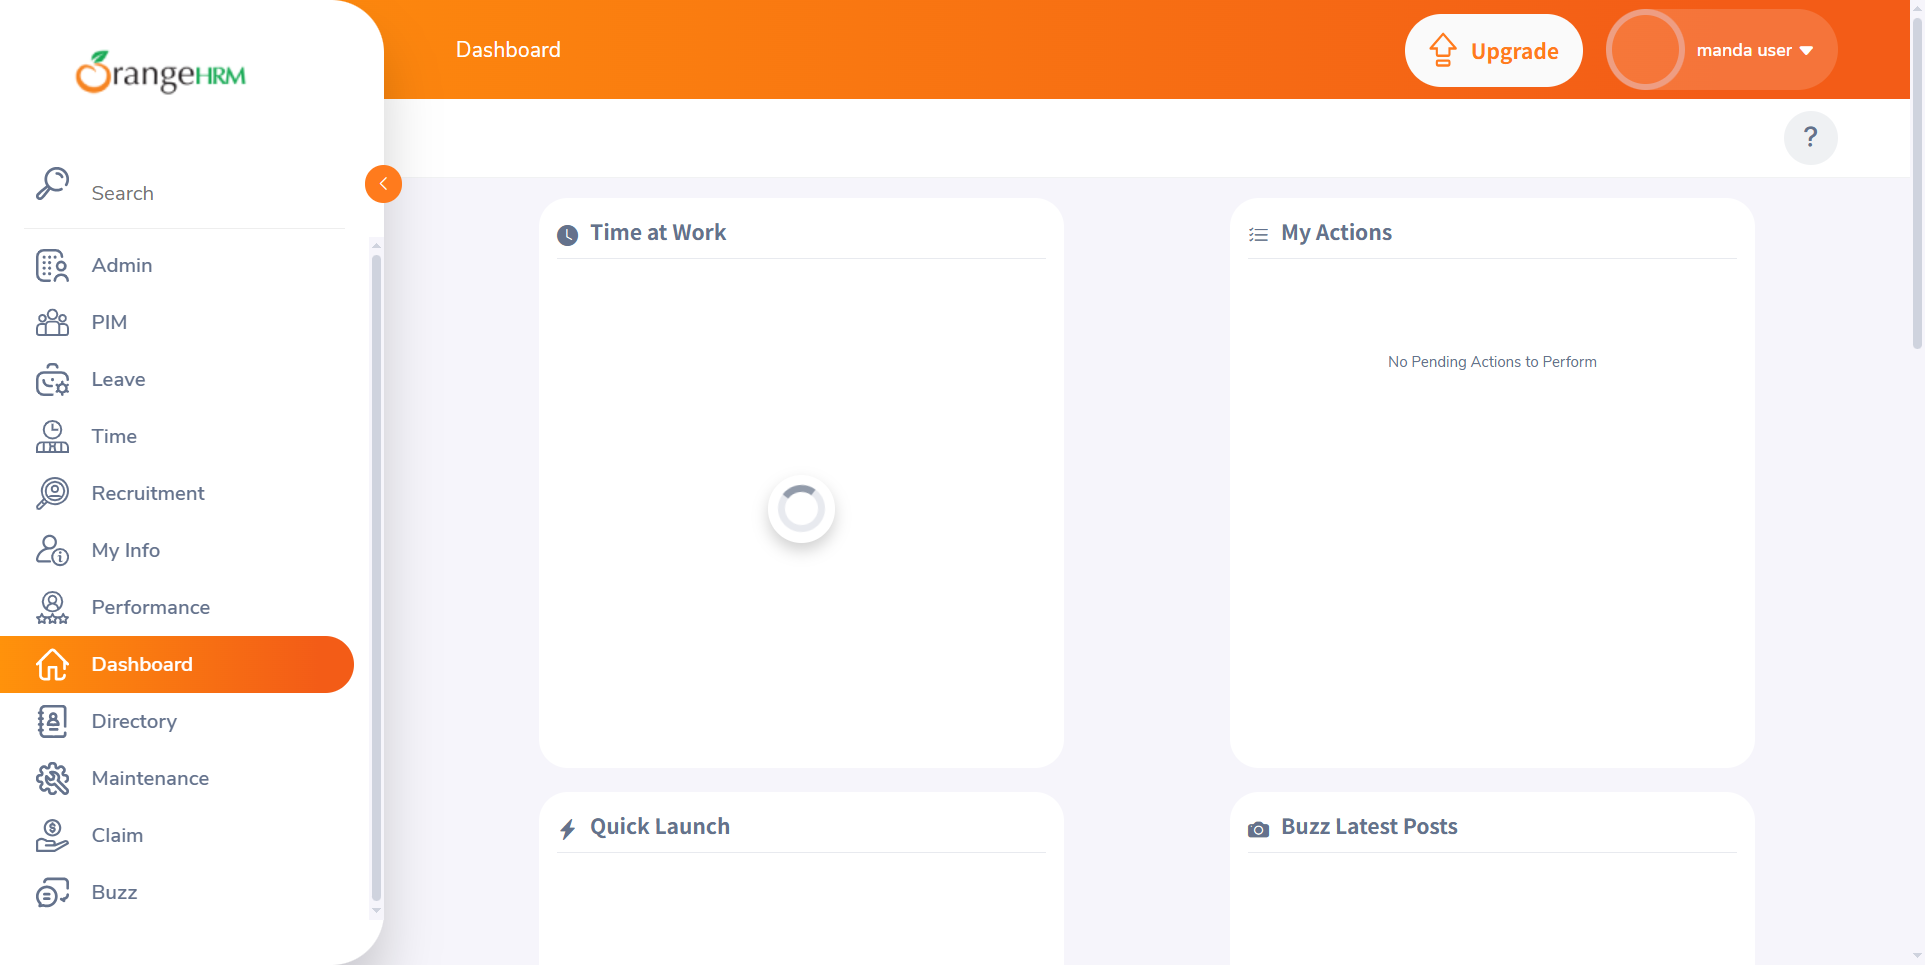 OrangeHRM
Dashboard
Upgrade
manda user
?
Search
Admin
PIM
Leave
Time
Recruitment
My Info
Performance
Dashboard
Directory
Maintenance
Claim
Buzz
Time at Work
My Actions
No Pending Actions to Perform
Quick Launch
Buzz Latest Posts